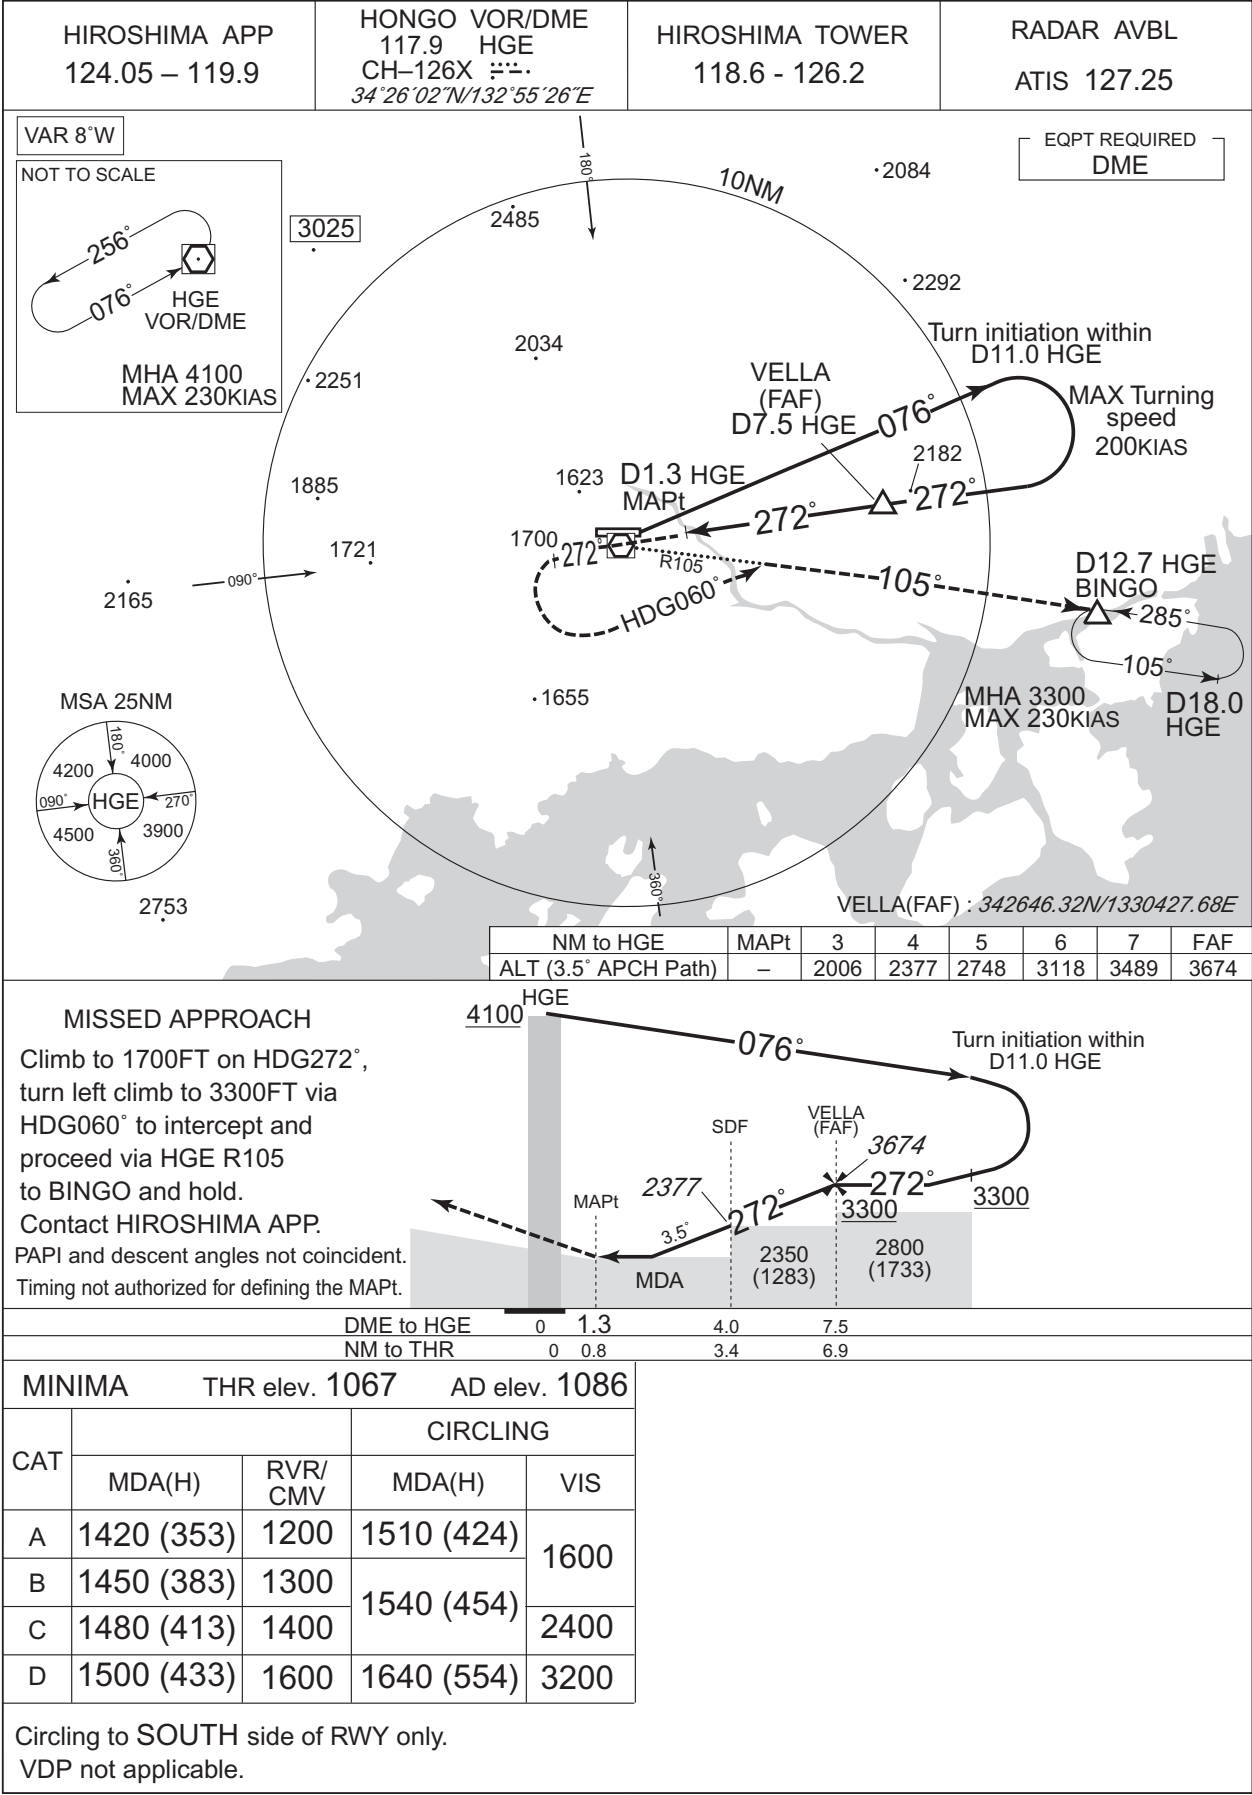 HIROSHIMA APP
124.05 – 119.9
HONGO VOR/DME
117.9 HGE
CH–126X
34°26′02″N/132°55′26″E
HIROSHIMA TOWER
118.6 - 126.2
RADAR AVBL
ATIS 127.25
VAR 8°W
EQPT REQUIRED
DME
NOT TO SCALE
256°
076°
HGE
VOR/DME
MHA 4100
MAX 230KIAS
180°
10NM
2084
2485
3025
2292
2034
2251
Turn initiation within
D11.0 HGE
VELLA
(FAF)
D7.5 HGE
076°
MAX Turning
speed
200KIAS
2182
1623
D1.3 HGE
MAPt
1885
272°
272°
1700
272°
1721
R105
090°
2165
105°
HDG060°
D12.7 HGE
BINGO
285°
105°
1655
MHA 3300
MAX 230KIAS
D18.0
HGE
MSA 25NM
180°
4200
4000
090°
HGE
270°
4500
3900
360°
360°
2753
VELLA(FAF) : 342646.32N/1330427.68E
NM to HGE MAPt 3 4 5 6 7 FAF
ALT (3.5° APCH Path) – 2006 2377 2748 3118 3489 3674
MISSED APPROACH
Climb to 1700FT on HDG272°,
turn left climb to 3300FT via
HDG060° to intercept and
proceed via HGE R105
to BINGO and hold.
Contact HIROSHIMA APP.
PAPI and descent angles not coincident.
Timing not authorized for defining the MAPt.
HGE
4100
076°
Turn initiation within
D11.0 HGE
SDF
VELLA
(FAF)
3674
2377
272°
3300
MAPt
272°
3300
3.5°
MDA
2350
(1283)
2800
(1733)
DME to HGE 0 1.3 4.0 7.5
NM to THR 0 0.8 3.4 6.9
MINIMA THR elev. 1067 AD elev. 1086
CAT
CIRCLING
MDA(H)
RVR/
CMV
MDA(H)
VIS
A 1420 (353) 1200 1510 (424) 1600
B 1450 (383) 1300 1540 (454)
C 1480 (413) 1400 2400
D 1500 (433) 1600 1640 (554) 3200
Circling to SOUTH side of RWY only.
VDP not applicable.